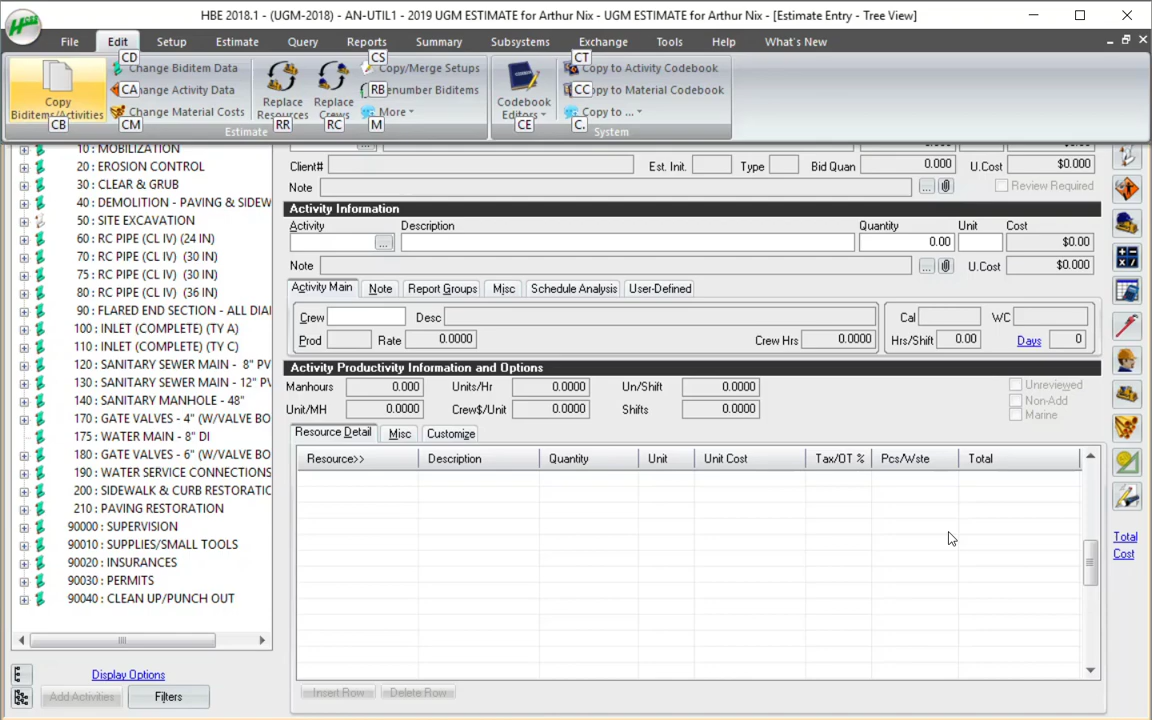 HBE 2018.1 - (UGM-2018) - AN-UTIL1 - 2019 UGM ESTIMATE for Arthur Nix - UGM ESTIMATE for Arthur Nix - [Estimate Entry - Tree View]
HBE
File Edit Setup Estimate Query Reports Summary Subsystems Exchange Tools Help What's New
CD CS CT
Change Biditem Data Copy/Merge Setups Copy to Activity Codebook
CA Change Activity Data RB Renumber Biditems CC Copy to Material Codebook
Copy Biditems/Activities Change Material Costs Replace Resources Replace Crews More Codebook Editors Copy to ...
CB CM RR RC M CE C.
Estimate System
10 : MOBILIZATION
20 : EROSION CONTROL
30 : CLEAR & GRUB
40 : DEMOLITION - PAVING & SIDEW
50 : SITE EXCAVATION
60 : RC PIPE (CL IV) (24 IN)
70 : RC PIPE (CL IV) (30 IN)
75 : RC PIPE (CL IV) (30 IN)
80 : RC PIPE (CL IV) (36 IN)
90 : FLARED END SECTION - ALL DIAI
100 : INLET (COMPLETE) (TY A)
110 : INLET (COMPLETE) (TY C)
120 : SANITARY SEWER MAIN - 8" PV
130 : SANITARY SEWER MAIN - 12" PV
140 : SANITARY MANHOLE - 48"
170 : GATE VALVES - 4" (W/VALVE BO
175 : WATER MAIN - 8" DI
180 : GATE VALVES - 6" (W/VALVE BO
190 : WATER SERVICE CONNECTIONS
200 : SIDEWALK & CURB RESTORATIC
210 : PAVING RESTORATION
90000 : SUPERVISION
90010 : SUPPLIES/SMALL TOOLS
90020 : INSURANCES
90030 : PERMITS
90040 : CLEAN UP/PUNCH OUT
Display Options
Add Activities Filters
0.000 $0.000
Client# Est. Init. Type Bid Quan 0.000 U.Cost $0.000
Note ... Review Required
Activity Information
Activity Description Quantity Unit Cost
... 0.00 $0.00
Note ... U.Cost $0.000
Activity Main Note Report Groups Misc Schedule Analysis User-Defined
Crew Desc Cal WC
Prod Rate 0.0000 Crew Hrs 0.0000 Hrs/Shift 0.00 Days 0
Activity Productivity Information and Options
Manhours 0.000 Units/Hr 0.0000 Un/Shift 0.0000 Unreviewed
Non-Add
Unit/MH 0.0000 Crew$/Unit 0.0000 Shifts 0.0000 Marine
Resource Detail Misc Customize
Resource>> Description Quantity Unit Unit Cost Tax/OT % Pcs/Wste Total
Insert Row Delete Row
Total
Cost